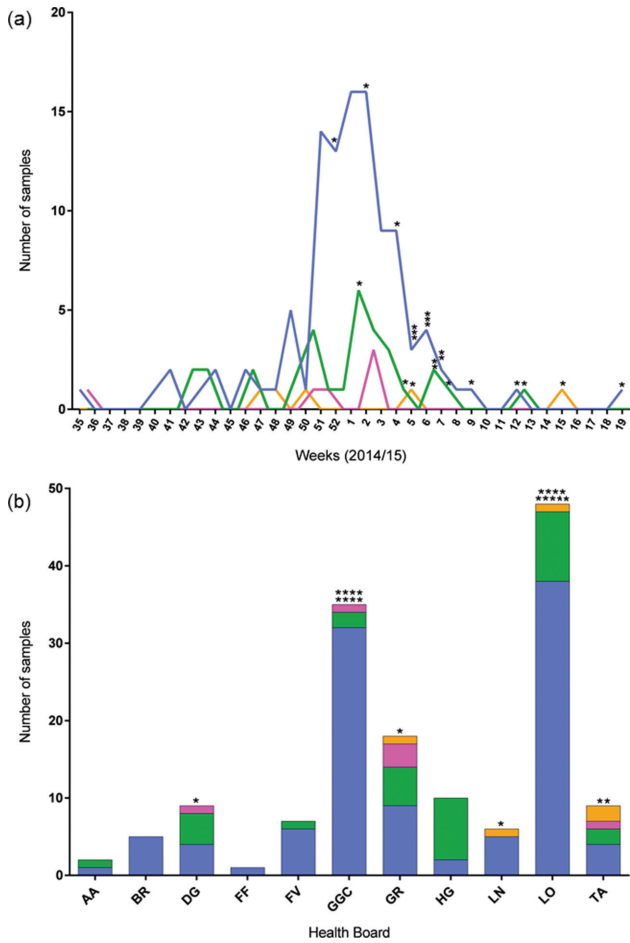 (a)
20
15
10
5
0
Number of samples
* * * * *** *** ** ** * * * * ** * *
35 36 37 38 39 40 41 42 43 44 45 46 47 48 49 50 51 52 1 2 3 4 5 6 7 8 9 10 11 12 13 14 15 16 17 18 19
Weeks (2014/15)
(b)
50
40
30
20
10
0
Number of samples
****
*****
****
****
*
*
*
**
AA BR DG FF FV GGC GR HG LN LO TA
Health Board